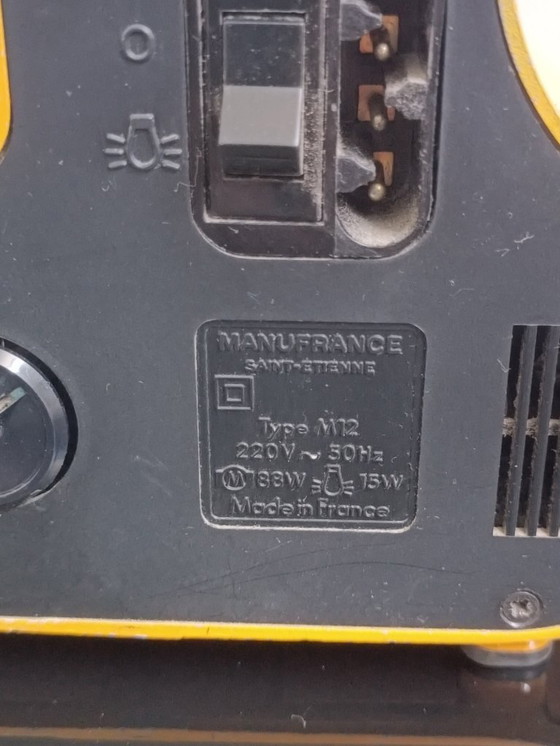 O
MANUFRANCE
SAINT-ETIENNE
Type M12
220V ~ 50Hz
M 88W 15W
Made in France